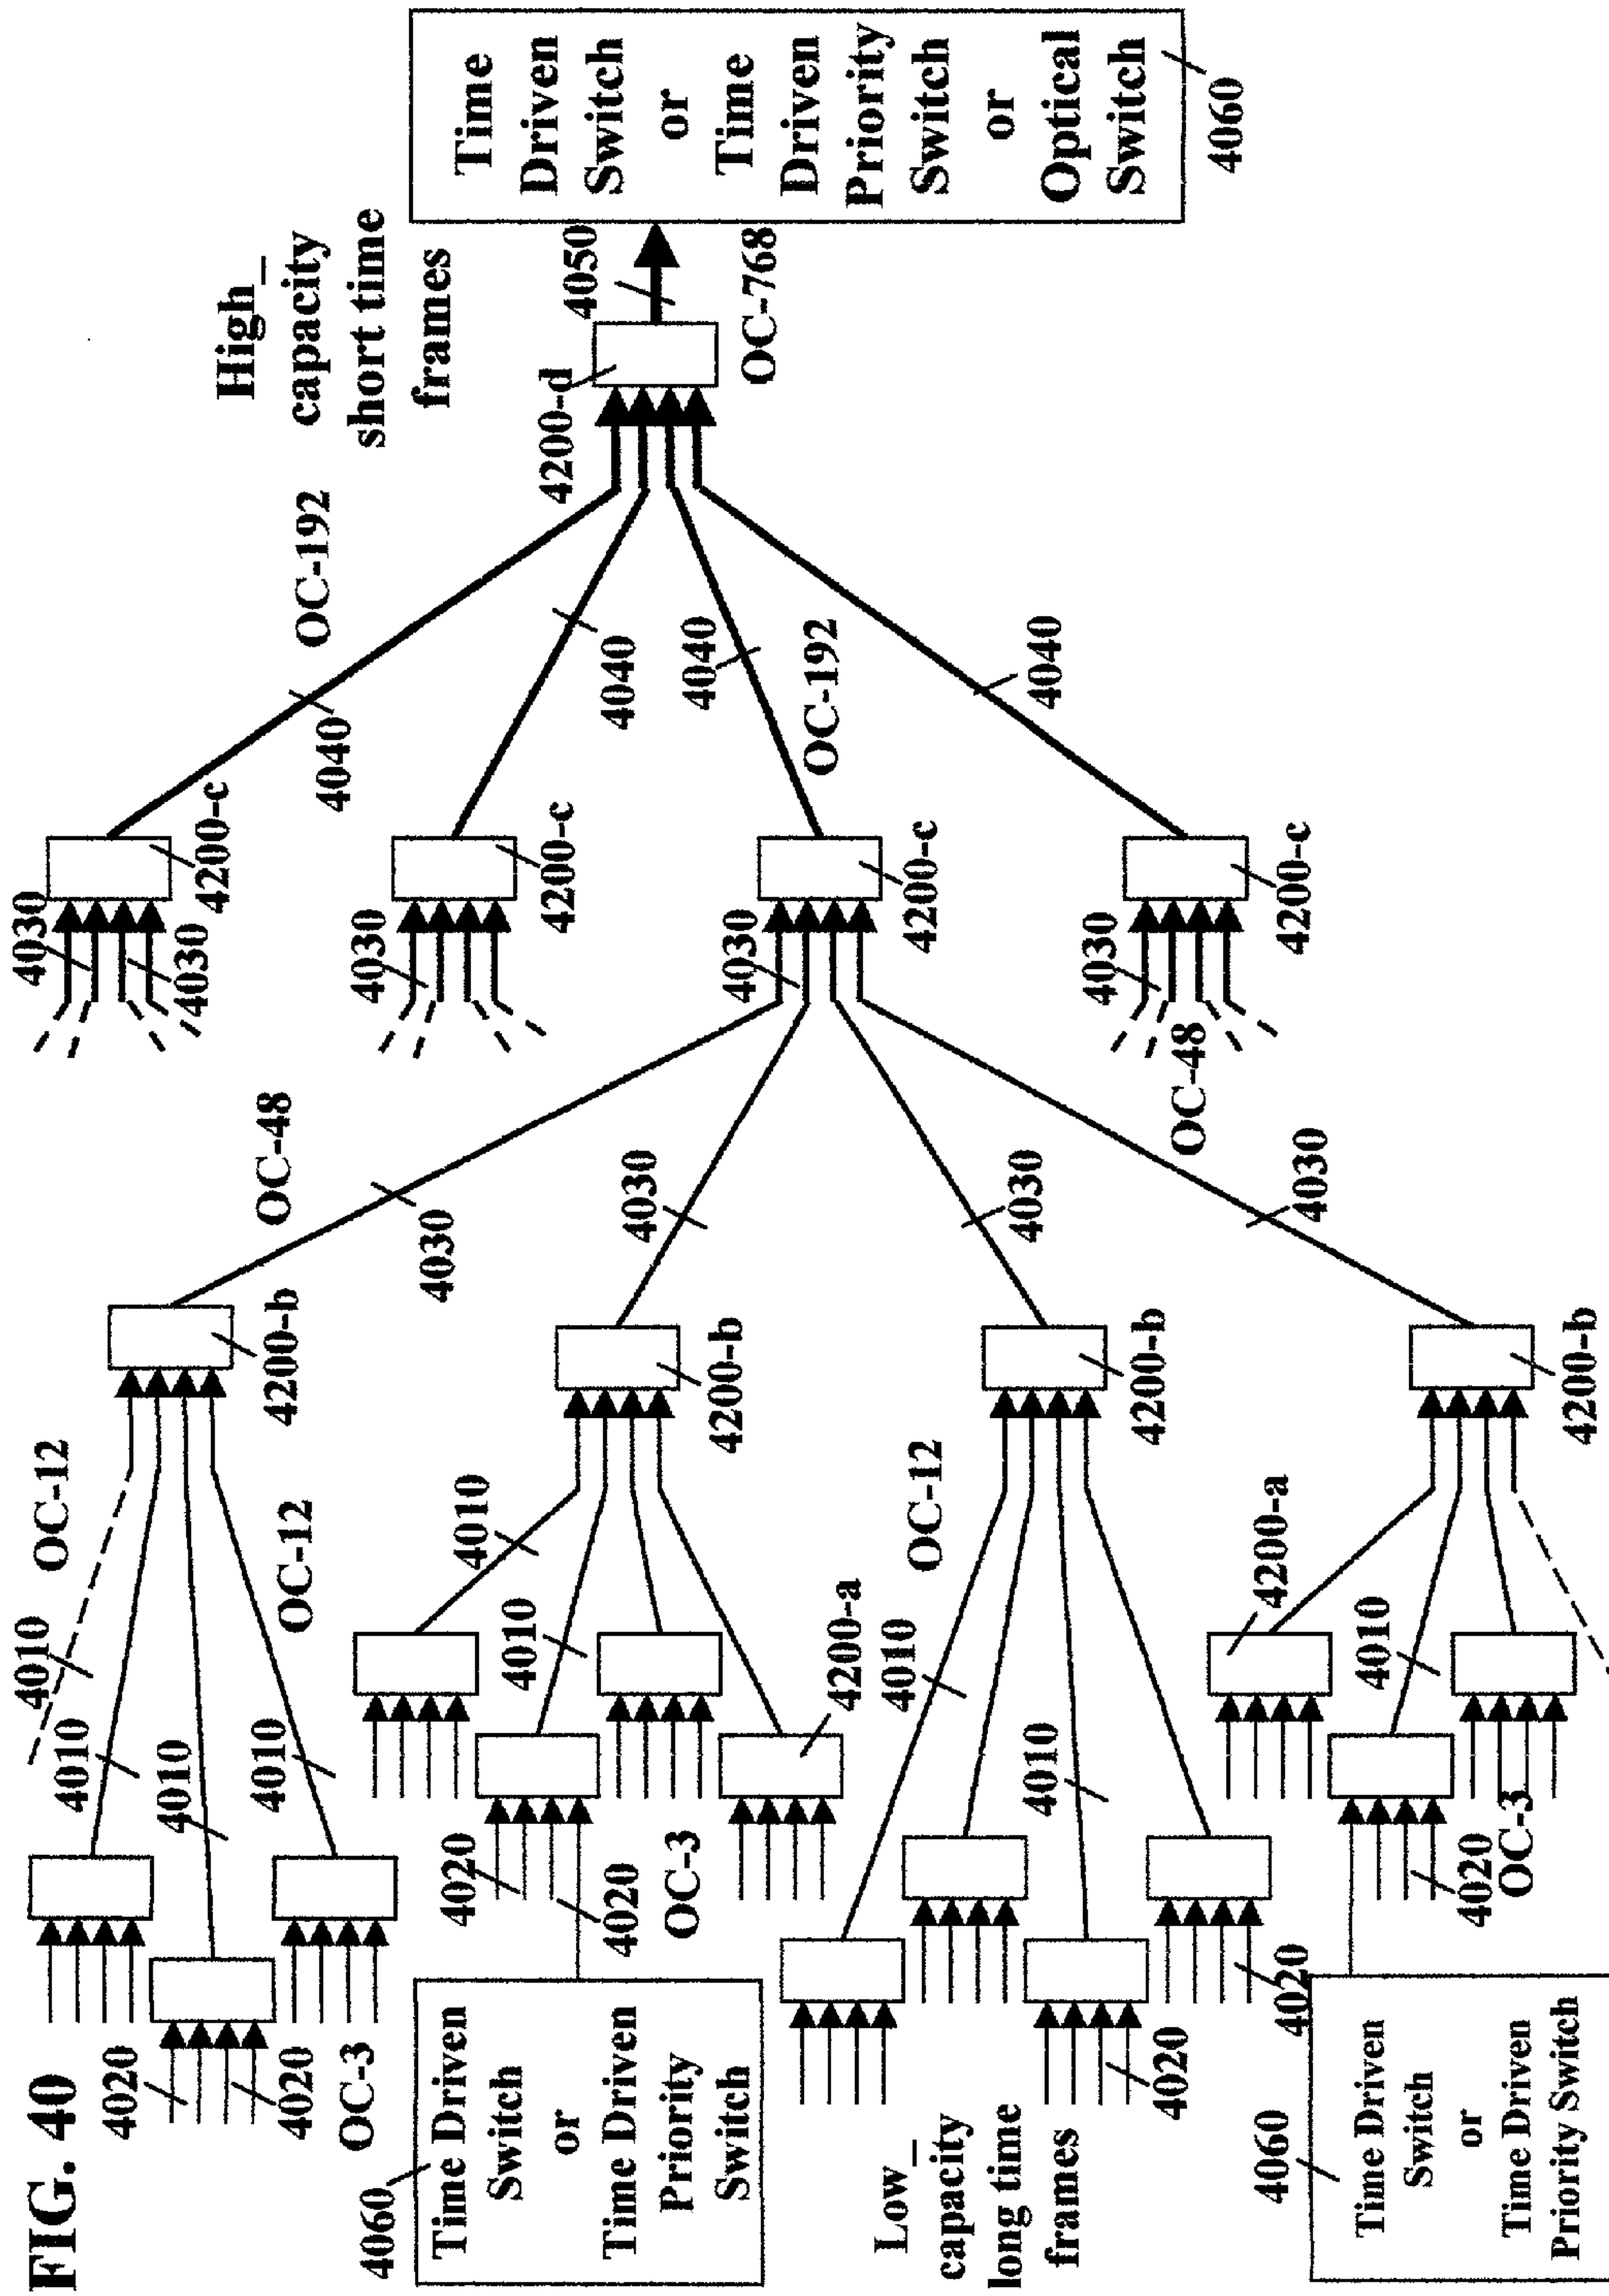 FIG. 40
4020
4020
OC-3
4010
4010
4010
4010
OC-12
OC-12
4200-b
OC-48
4030
4030
4030
4200-c
4040
OC-192
High_
capacity
short time
frames
4060
Time Driven
Switch
or
Time Driven
Priority
Switch
4020
4020
OC-3
4010
4010
4200-a
4200-b
4030
4030
4200-c
4040
4200-d
4050
OC-768
Time
Driven
Switch
or
Time
Driven
Priority
Switch
or
Optical
Switch
4060
Low_
capacity
long time
frames
4020
4020
4010
4010
OC-12
4200-b
4030
4030
4200-c
4040
OC-192
4060
Time Driven
Switch
or
Time Driven
Priority Switch
4020
OC-3
4010
4200-a
4200-b
4030
OC-48
4030
4200-c
4040